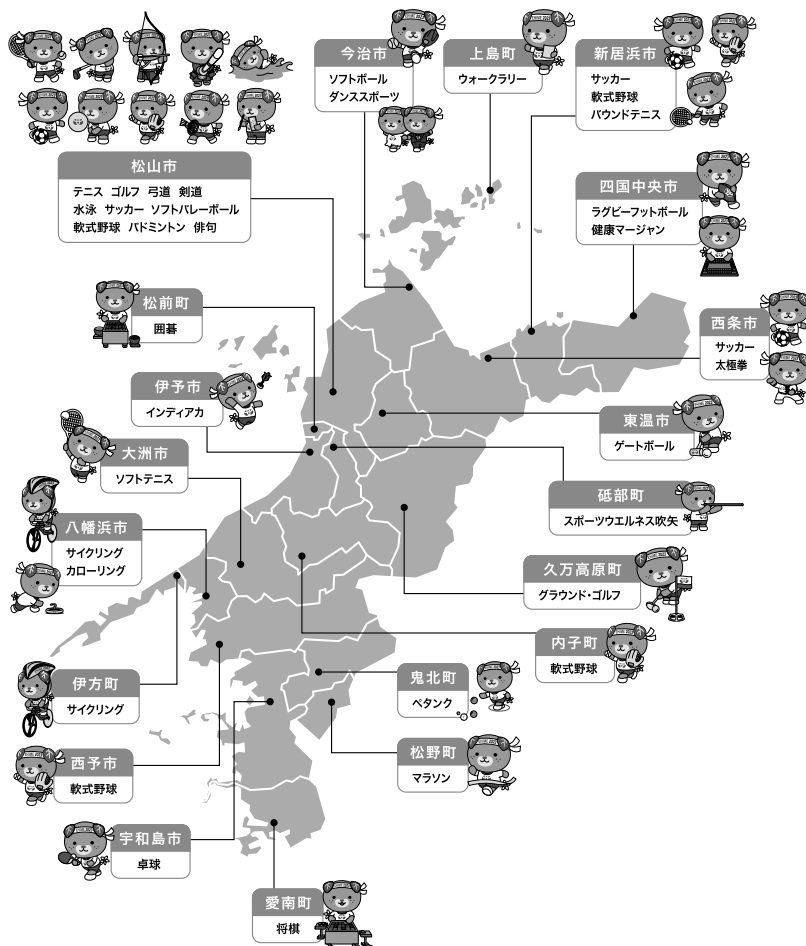 今治市
ソフトボール
ダンススポーツ
上島町
ウォークラリー
新居浜市
サッカー
軟式野球
バウンドテニス
松山市
テニス ゴルフ 弓道 剣道
水泳 サッカー ソフトバレーボール
軟式野球 バドミントン 俳句
四国中央市
ラグビーフットボール
健康マージャン
松前町
囲碁
西条市
サッカー
太極拳
伊予市
インディアカ
東温市
ゲートボール
大洲市
ソフトテニス
砥部町
スポーツウエルネス吹矢
八幡浜市
サイクリング
カローリング
久万高原町
グラウンド・ゴルフ
内子町
軟式野球
伊方町
サイクリング
鬼北町
ペタンク
西予市
軟式野球
松野町
マラソン
宇和島市
卓球
愛南町
将棋